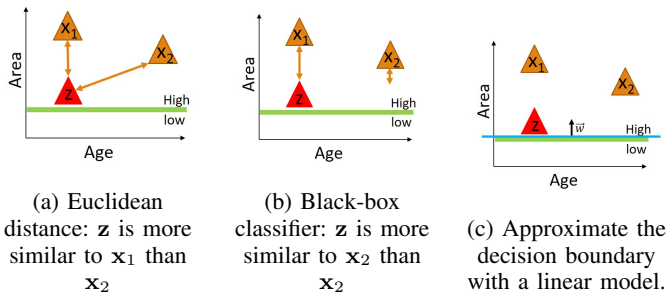 Area
x₁
x₂
z
High
low
Age
(a) Euclidean
distance: z is more
similar to x₁ than
x₂
Area
x₁
x₂
z
High
low
Age
(b) Black-box
classifier: z is more
similar to x₂ than
x₂
Area
x₁
x₂
z
w⃗
High
low
Age
(c) Approximate the
decision boundary
with a linear model.